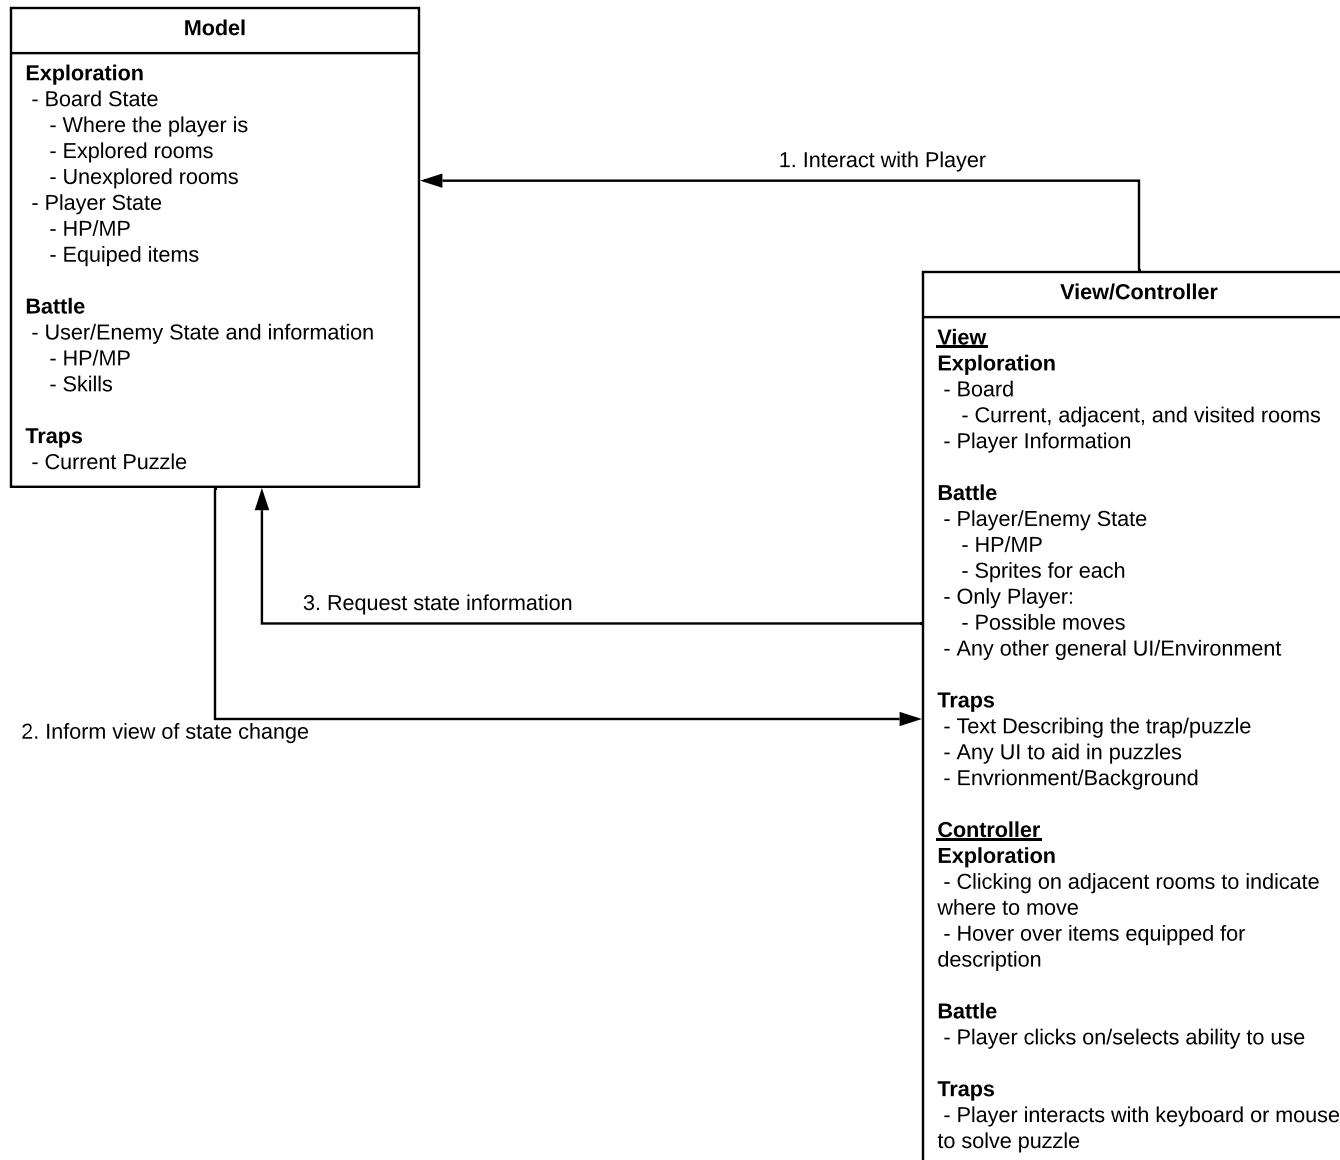 Model
Exploration
- Board State
- Where the player is
- Explored rooms
- Unexplored rooms
- Player State
- HP/MP
- Equiped items
Battle
- User/Enemy State and information
- HP/MP
- Skills
Traps
- Current Puzzle
1. Interact with Player
3. Request state information
2. Inform view of state change
View/Controller
View
Exploration
- Board
- Current, adjacent, and visited rooms
- Player Information
Battle
- Player/Enemy State
- HP/MP
- Sprites for each
- Only Player:
- Possible moves
- Any other general UI/Environment
Traps
- Text Describing the trap/puzzle
- Any UI to aid in puzzles
- Envrionment/Background
Controller
Exploration
- Clicking on adjacent rooms to indicate
where to move
- Hover over items equipped for
description
Battle
- Player clicks on/selects ability to use
Traps
- Player interacts with keyboard or mouse
to solve puzzle